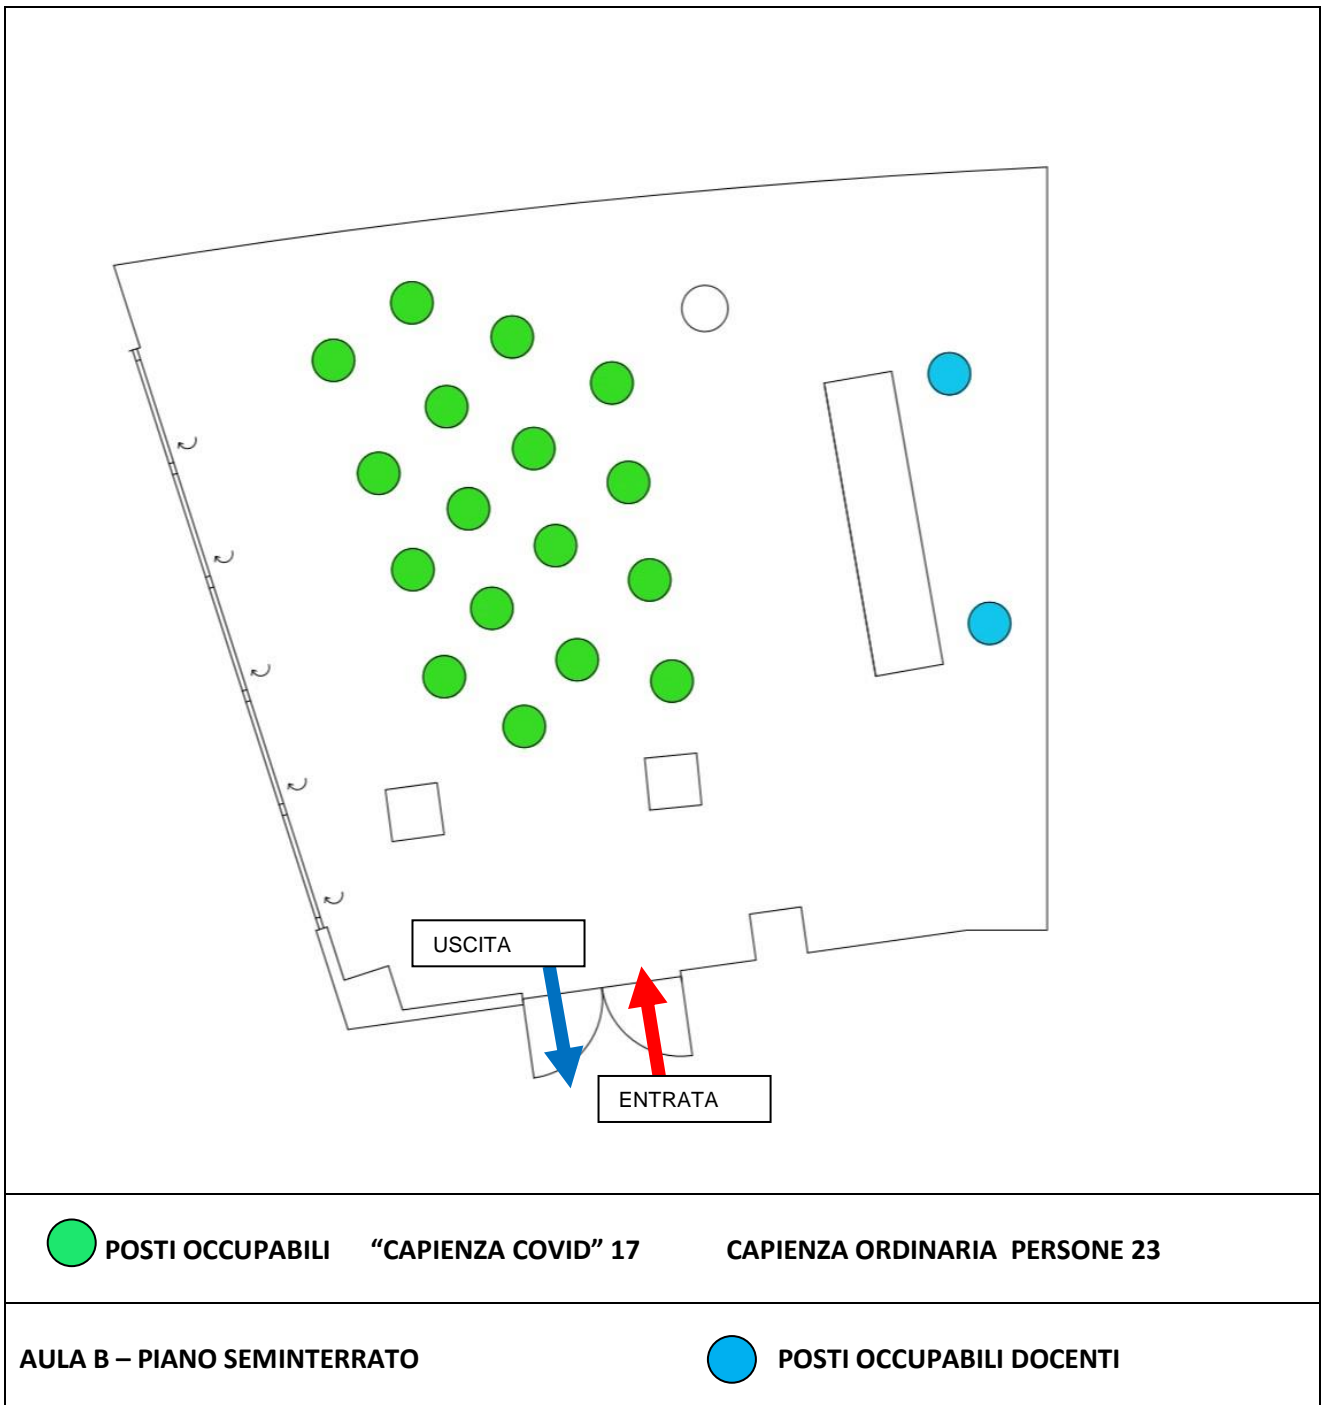 USCITA
ENTRATA
POSTI OCCUPABILI “CAPIENZA COVID” 17 CAPIENZA ORDINARIA PERSONE 23
AULA B – PIANO SEMINTERRATO POSTI OCCUPABILI DOCENTI